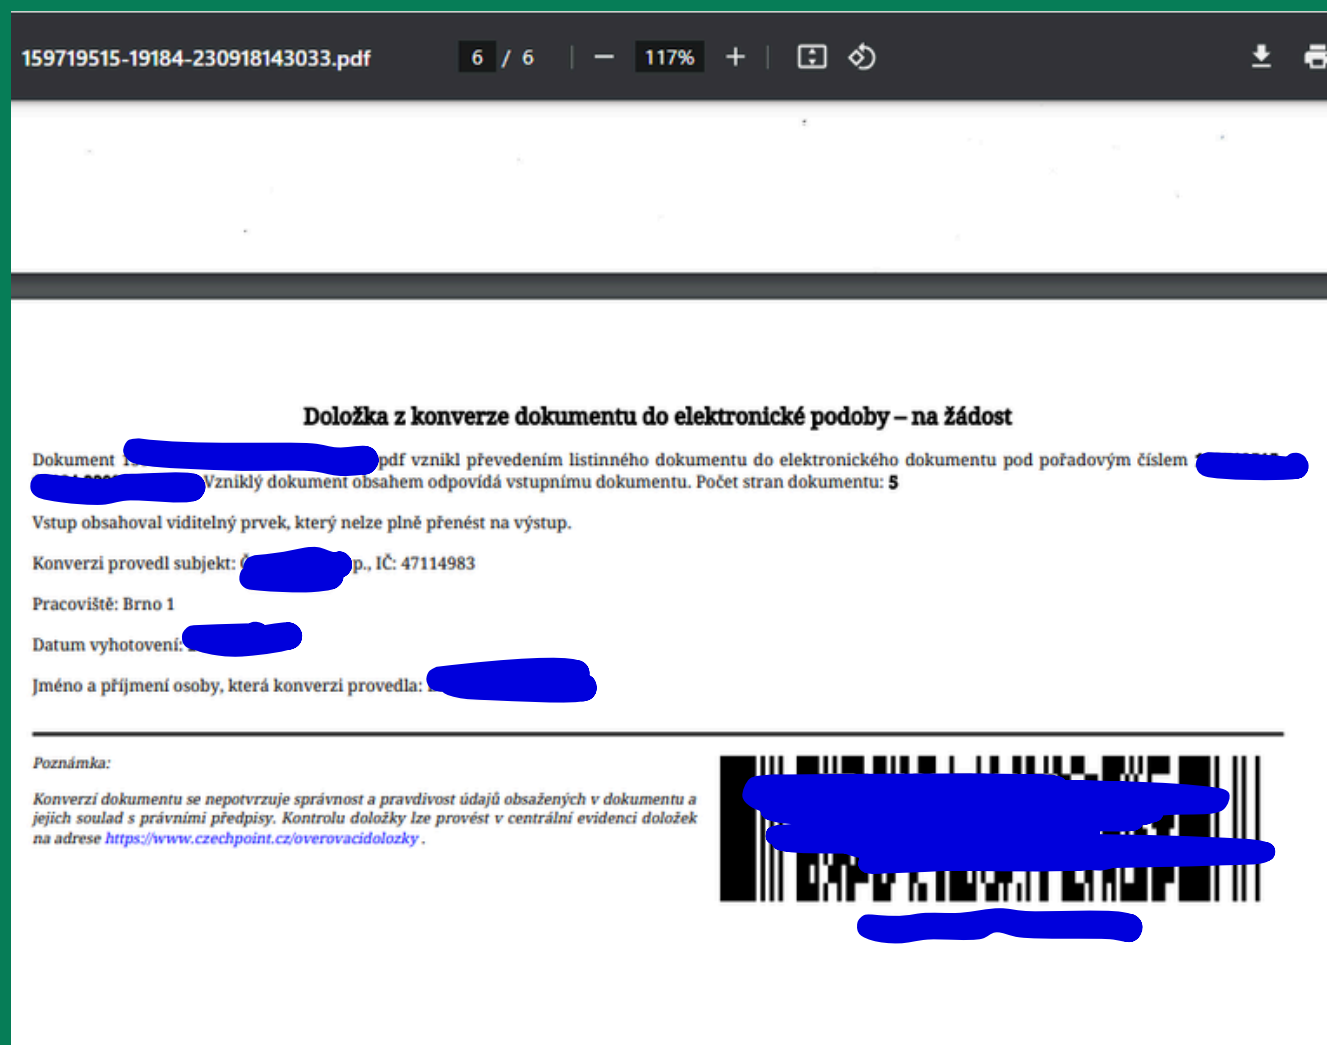 159719515-19184-230918143033.pdf 6 / 6 117%
Doložka z konverze dokumentu do elektronické podoby – na žádost
Dokument pdf vznikl převedením listinného dokumentu do elektronického dokumentu pod pořadovým číslem
Vzniklý dokument obsahem odpovídá vstupnímu dokumentu. Počet stran dokumentu: 5
Vstup obsahoval viditelný prvek, který nelze plně přenést na výstup.
Konverzi provedl subjekt: p., IČ: 47114983
Pracoviště: Brno 1
Datum vyhotovení:
Jméno a příjmení osoby, která konverzi provedla:
Poznámka:
Konverzí dokumentu se nepotvrzuje správnost a pravdivost údajů obsažených v dokumentu a
jejich soulad s právními předpisy. Kontrolu doložky lze provést v centrální evidenci doložek
na adrese https://www.czechpoint.cz/overovacidolozky .